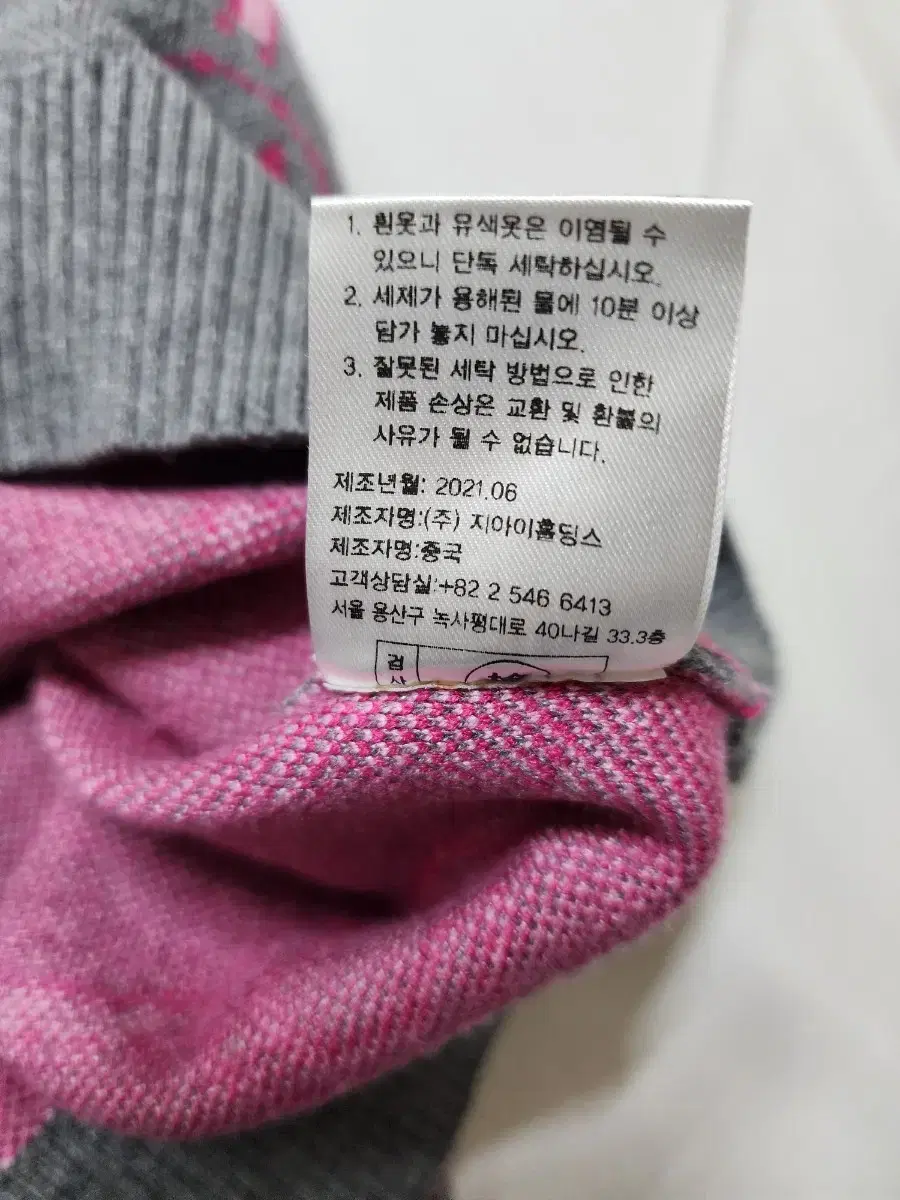 1. 흰옷과 유색옷은 이염될 수
있으니 단독 세탁하십시오.
2. 세제가 용해된 물에 10분 이상
담가 놓지 마십시오.
3. 잘못된 세탁 방법으로 인한
제품 손상은 교환 및 환불의
사유가 될 수 없습니다.
제조년월: 2021.06
제조자명:(주) 지아이홀딩스
제조자명:중국
고객상담실:+82 2 546 6413
서울 용산구 녹사평대로 40나길 33.3층
검